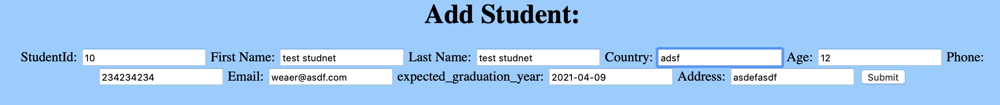 Add Student:
StudentId: 10 First Name: test studnet Last Name: test studnet Country: adsf Age: 12 Phone:
234234234 Email: weaer@asdf.com expected_graduation_year: 2021-04-09 Address: asdefasdf Submit